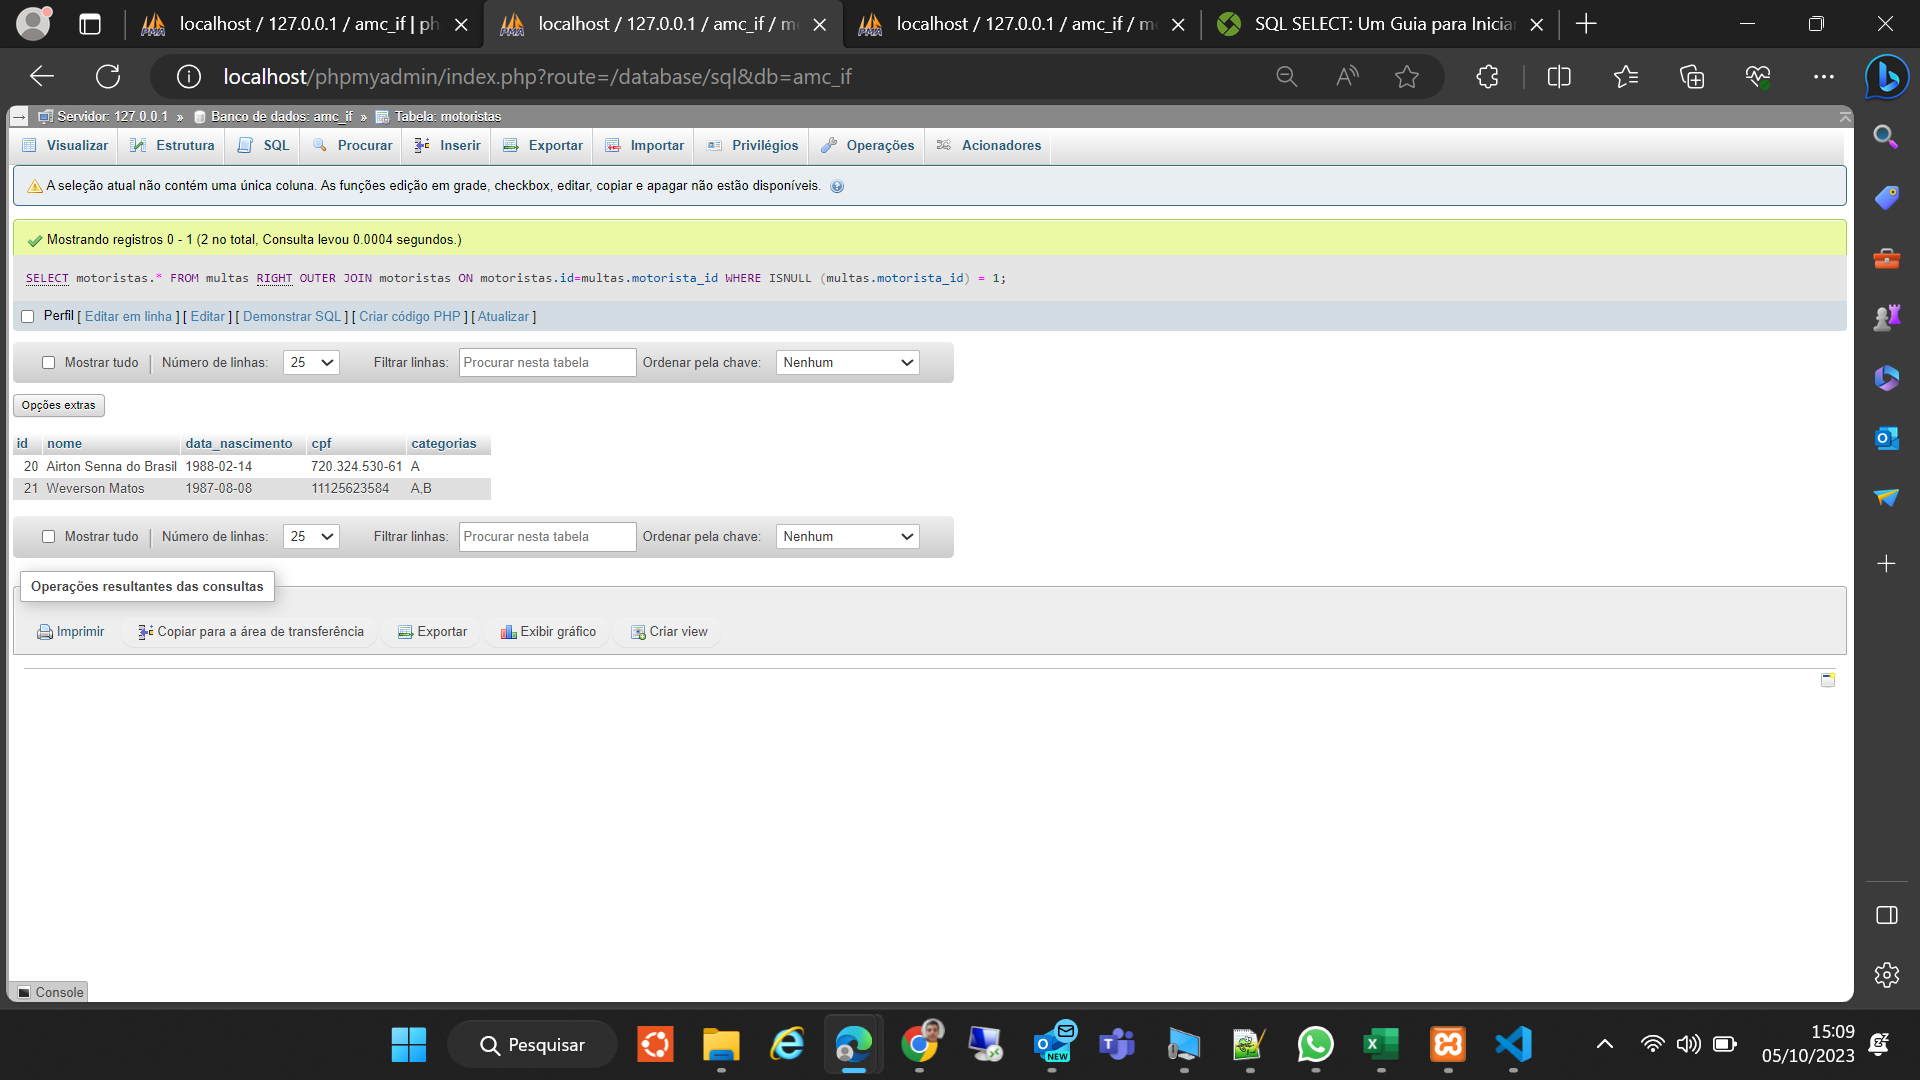 localhost / 127.0.0.1 / amc_if | ph
localhost / 127.0.0.1 / amc_if / mo
localhost / 127.0.0.1 / amc_if / mo
SQL SELECT: Um Guia para Inician
localhost/phpmyadmin/index.php?route=/database/sql&db=amc_if
Servidor: 127.0.0.1 » Banco de dados: amc_if » Tabela: motoristas
Visualizar Estrutura SQL Procurar Inserir Exportar Importar Privilégios Operações Acionadores
A seleção atual não contém uma única coluna. As funções edição em grade, checkbox, editar, copiar e apagar não estão disponíveis.
Mostrando registros 0 - 1 (2 no total, Consulta levou 0.0004 segundos.)
SELECT motoristas.* FROM multas RIGHT OUTER JOIN motoristas ON motoristas.id=multas.motorista_id WHERE ISNULL (multas.motorista_id) = 1;
Perfil [ Editar em linha ] [ Editar ] [ Demonstrar SQL ] [ Criar código PHP ] [ Atualizar ]
Mostrar tudo Número de linhas: 25 Filtrar linhas: Procurar nesta tabela Ordenar pela chave: Nenhum
Opções extras
id nome data_nascimento cpf categorias
20 Airton Senna do Brasil 1988-02-14 720.324.530-61 A
21 Weverson Matos 1987-08-08 11125623584 A,B
Mostrar tudo Número de linhas: 25 Filtrar linhas: Procurar nesta tabela Ordenar pela chave: Nenhum
Operações resultantes das consultas
Imprimir Copiar para a área de transferência Exportar Exibir gráfico Criar view
Console
Pesquisar
NEW
15:09
05/10/2023